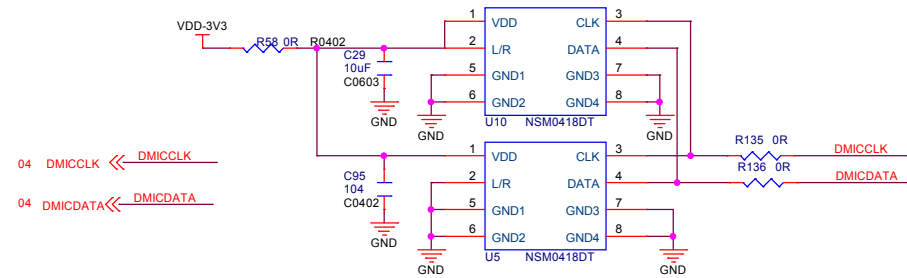 1 VDD CLK 3
VDD-3V3
R58 0R R0402
2 L/R DATA 4
C29
10uF
C0603
5 GND1 GND3 7
6 GND2 GND4 8
GND GND GND
U10 NSM0418DT
R135 0R
1 VDD CLK 3 DMICCLK
04 DMICCLK DMICCLK
R136 0R
C95
104
C0402
2 L/R DATA 4 DMICDATA
04 DMICDATA DMICDATA
5 GND1 GND3 7
6 GND2 GND4 8
GND
U5 NSM0418DT
GND GND